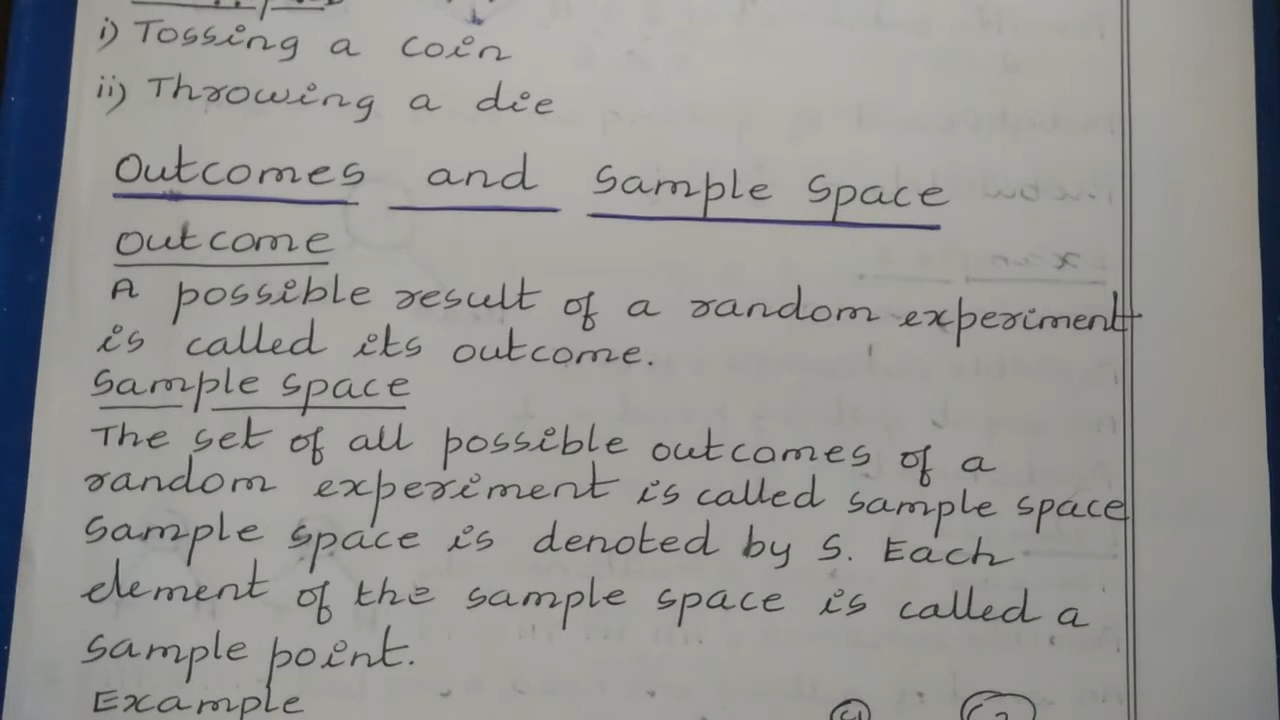 i) Tossing a coin
ii) Throwing a die
Outcomes and Sample Space
Outcome
A possible result of a random experiment
is called its outcome.
Sample space
The set of all possible outcomes of a
random experiment is called sample space
Sample space is denoted by S. Each
element of the sample space is called a
sample point.
Example